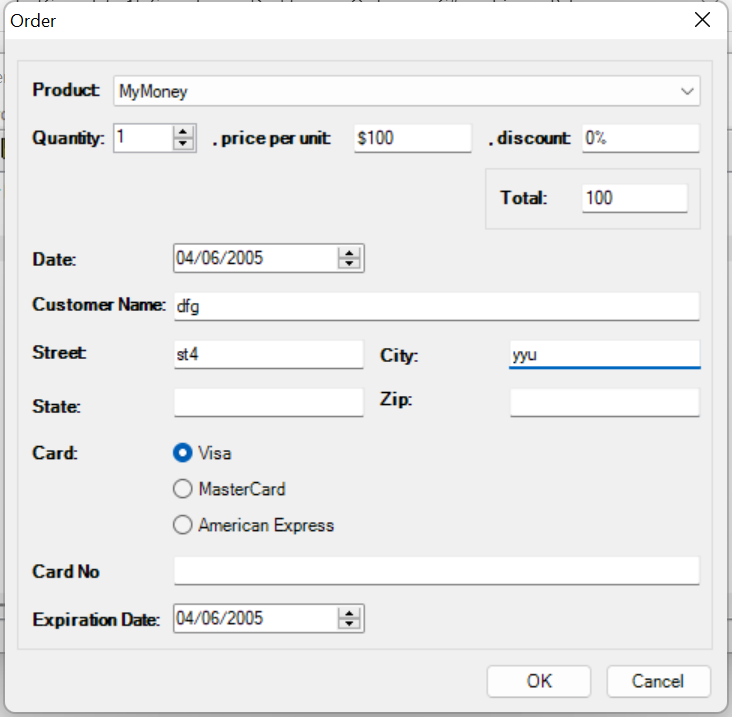 Order
Product: MyMoney
Quantity: 1 . price per unit: $100 . discount: 0%
Total: 100
Date: 04/06/2005
Customer Name: dfg
Street: st4 City: yyu
State: Zip:
Card: Visa
MasterCard
American Express
Card No
Expiration Date: 04/06/2005
OK Cancel